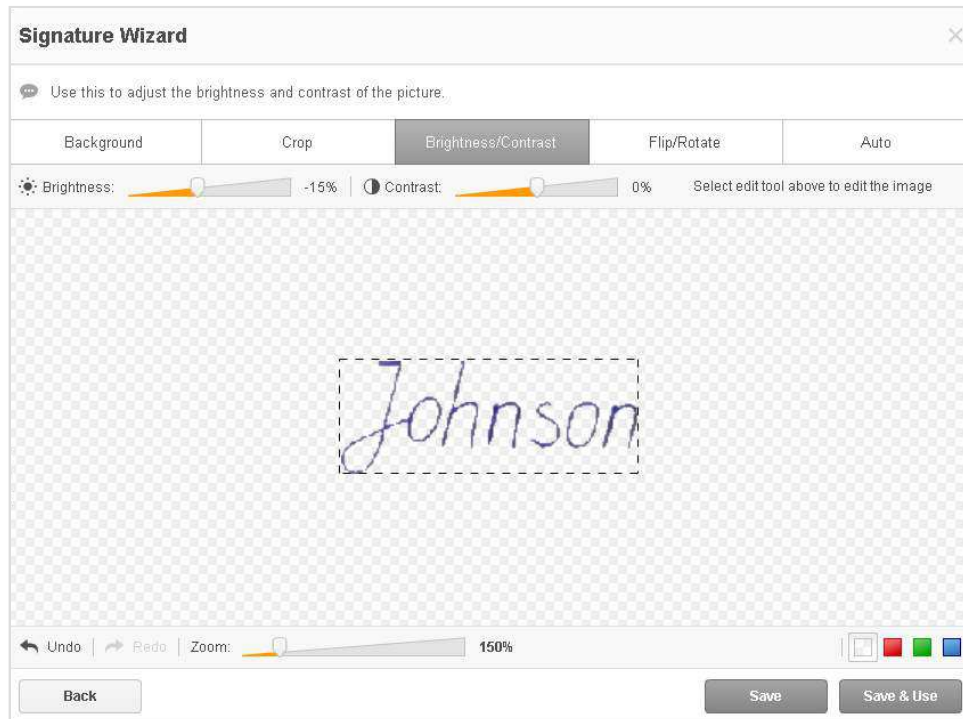 Signature Wizard
Use this to adjust the brightness and contrast of the picture.
Background Crop Brightness/Contrast Flip/Rotate Auto
Brightness: -15% Contrast: 0% Select edit tool above to edit the image
Johnson
Undo Redo Zoom: 150%
Back Save Save & Use